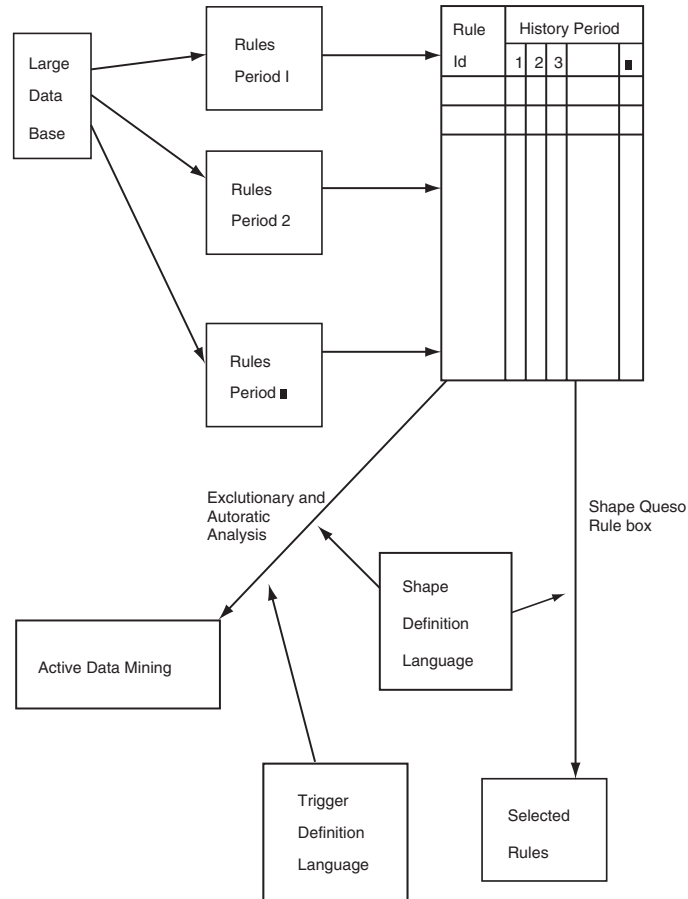 Large
Data
Base
Rules
Period I
Rules
Period 2
Rules
Period ■
Rule
Id
History Period
1 2 3 ■
Exclutionary and
Autoratic
Analysis
Shape Queso
Rule box
Shape
Definition
Language
Active Data Mining
Trigger
Definition
Language
Selected
Rules